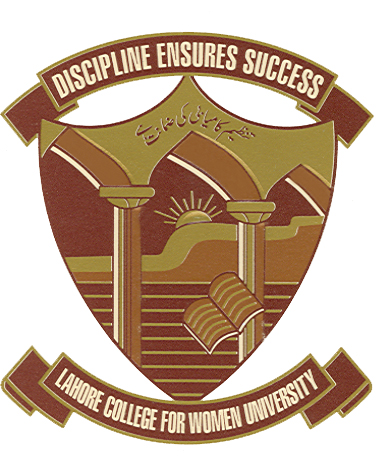 DISCIPLINE ENSURES SUCCESS
تنظیم کامیابی کی ضمانت ہے
LAHORE COLLEGE FOR WOMEN UNIVERSITY